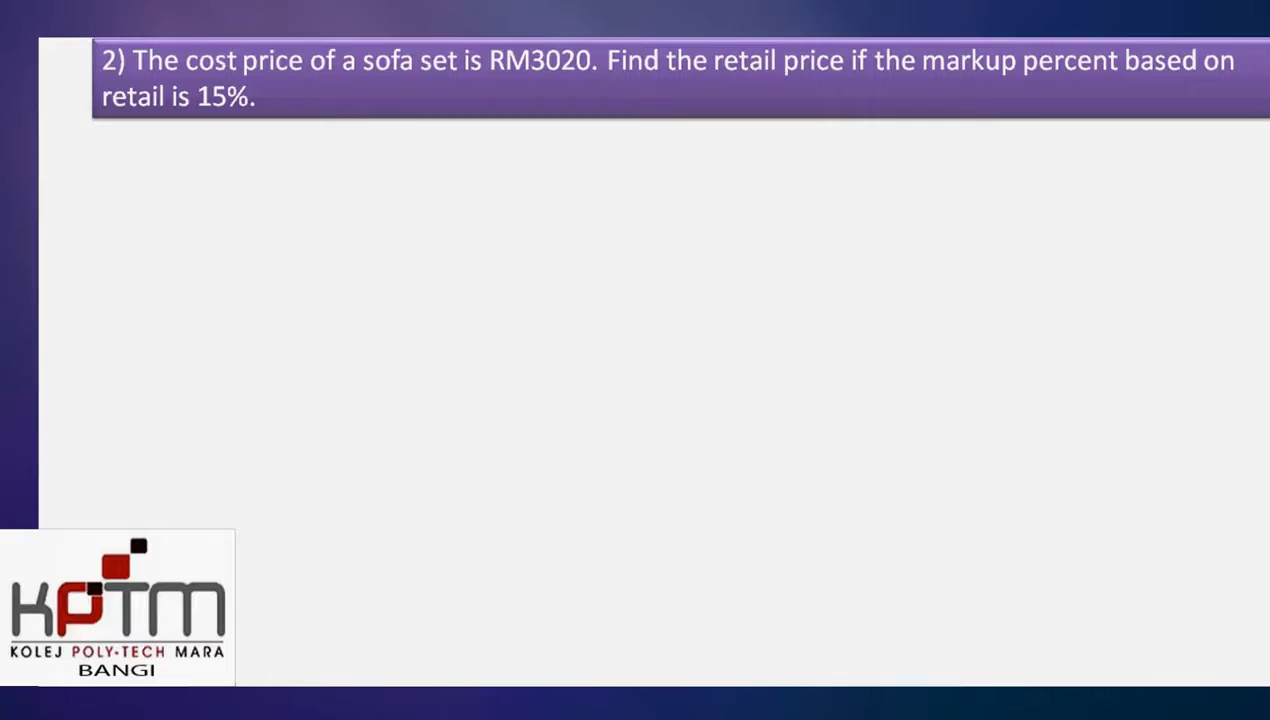 2) The cost price of a sofa set is RM3020. Find the retail price if the markup percent based on
retail is 15%.
KPTM
KOLEJ POLY-TECH MARA
BANGI